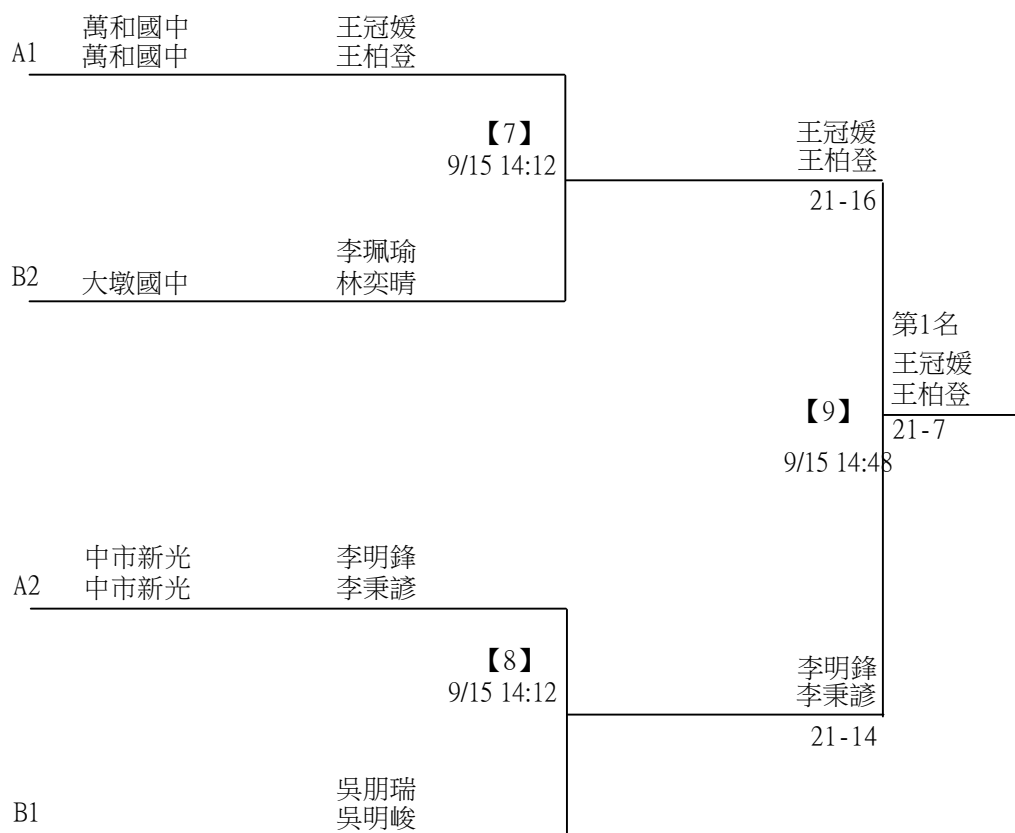 萬和國中 王冠媛
A1 萬和國中 王柏登
【7】
9/15 14:12
王冠媛
王柏登
21-16
李珮瑜
B2 大墩國中 林奕晴
第1名
王冠媛
王柏登
【9】
21-7
9/15 14:48
中市新光 李明鋒
A2 中市新光 李秉諺
【8】
9/15 14:12
李明鋒
李秉諺
21-14
吳朋瑞
B1 吳明峻